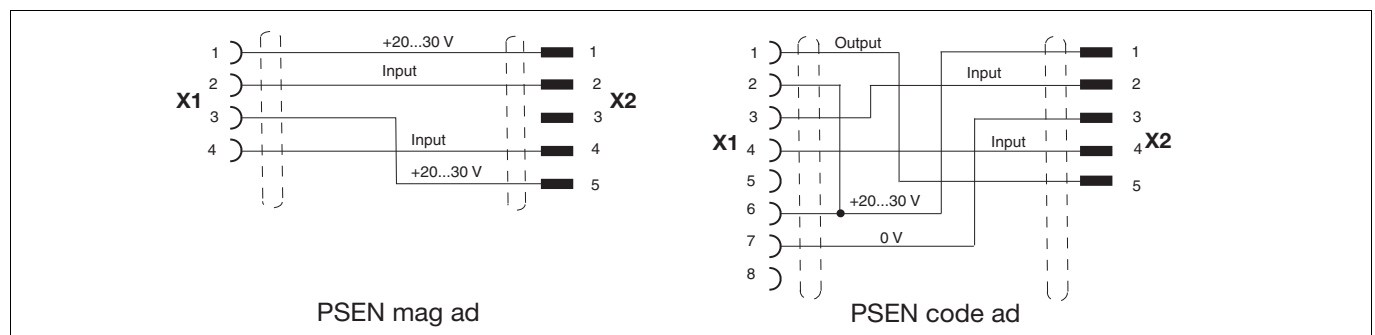 1 +20...30 V 1
2 Input 2
X1 X2
3 3
4 Input 4
+20...30 V 5
PSEN mag ad
1 Output 1
2 Input 2
3 3
X1 4 Input 4 X2
5 5
6 +20...30 V
7 0 V
8
PSEN code ad